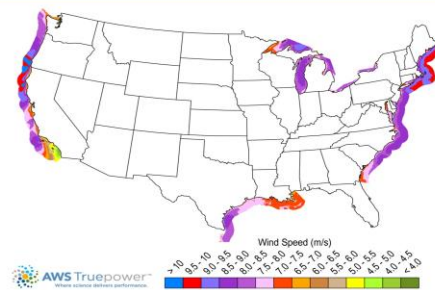 Wind Speed (m/s)
> 10
9.5 - 10
9.0 - 9.5
8.5 - 9.0
8.0 - 8.5
7.5 - 8.0
7.0 - 7.5
6.5 - 7.0
6.0 - 6.5
5.5 - 6.0
5.0 - 5.5
4.5 - 5.0
4.0 - 4.5
< 4.0
AWS Truepower™
Where science delivers performance.